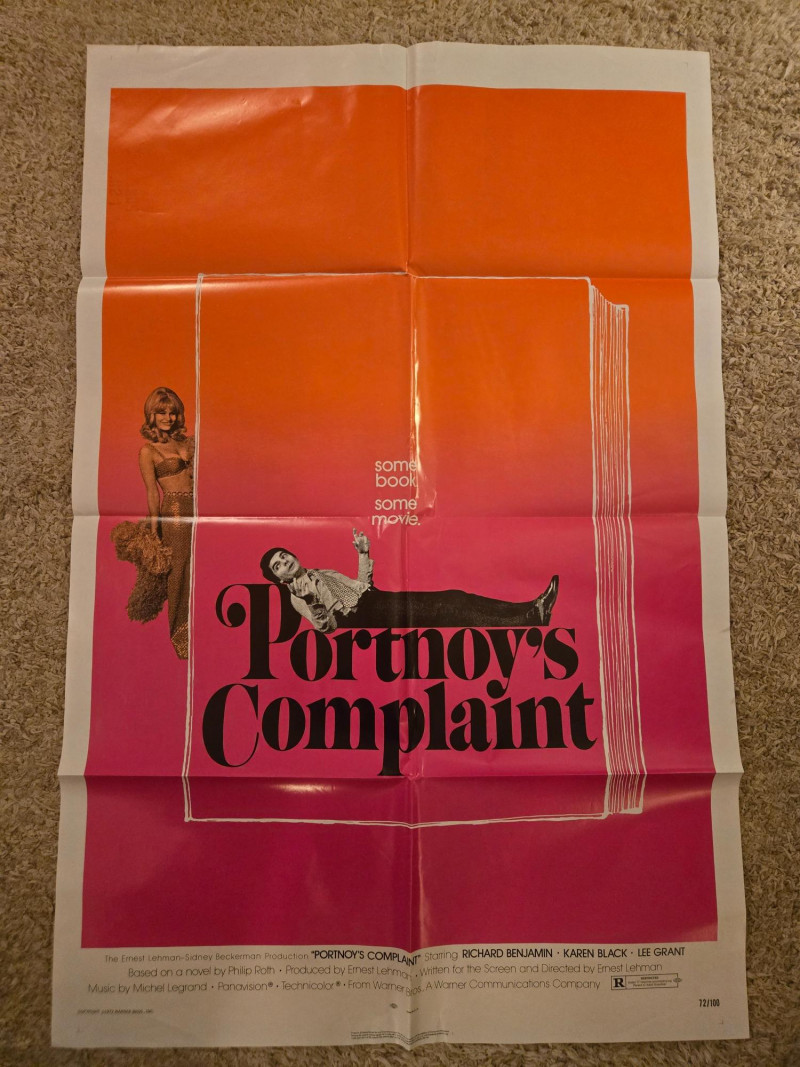 some
book.
some
movie.
Portnoy's
Complaint
The Ernest Lehman-Sidney Beckerman Production "PORTNOY'S COMPLAINT" Starring RICHARD BENJAMIN · KAREN BLACK · LEE GRANT
Based on a novel by Philip Roth · Produced by Ernest Lehman · Written for the Screen and Directed by Ernest Lehman
Music by Michel Legrand · Panavision® · Technicolor® · From Warner Bros., A Warner Communications Company R RESTRICTED
72/100